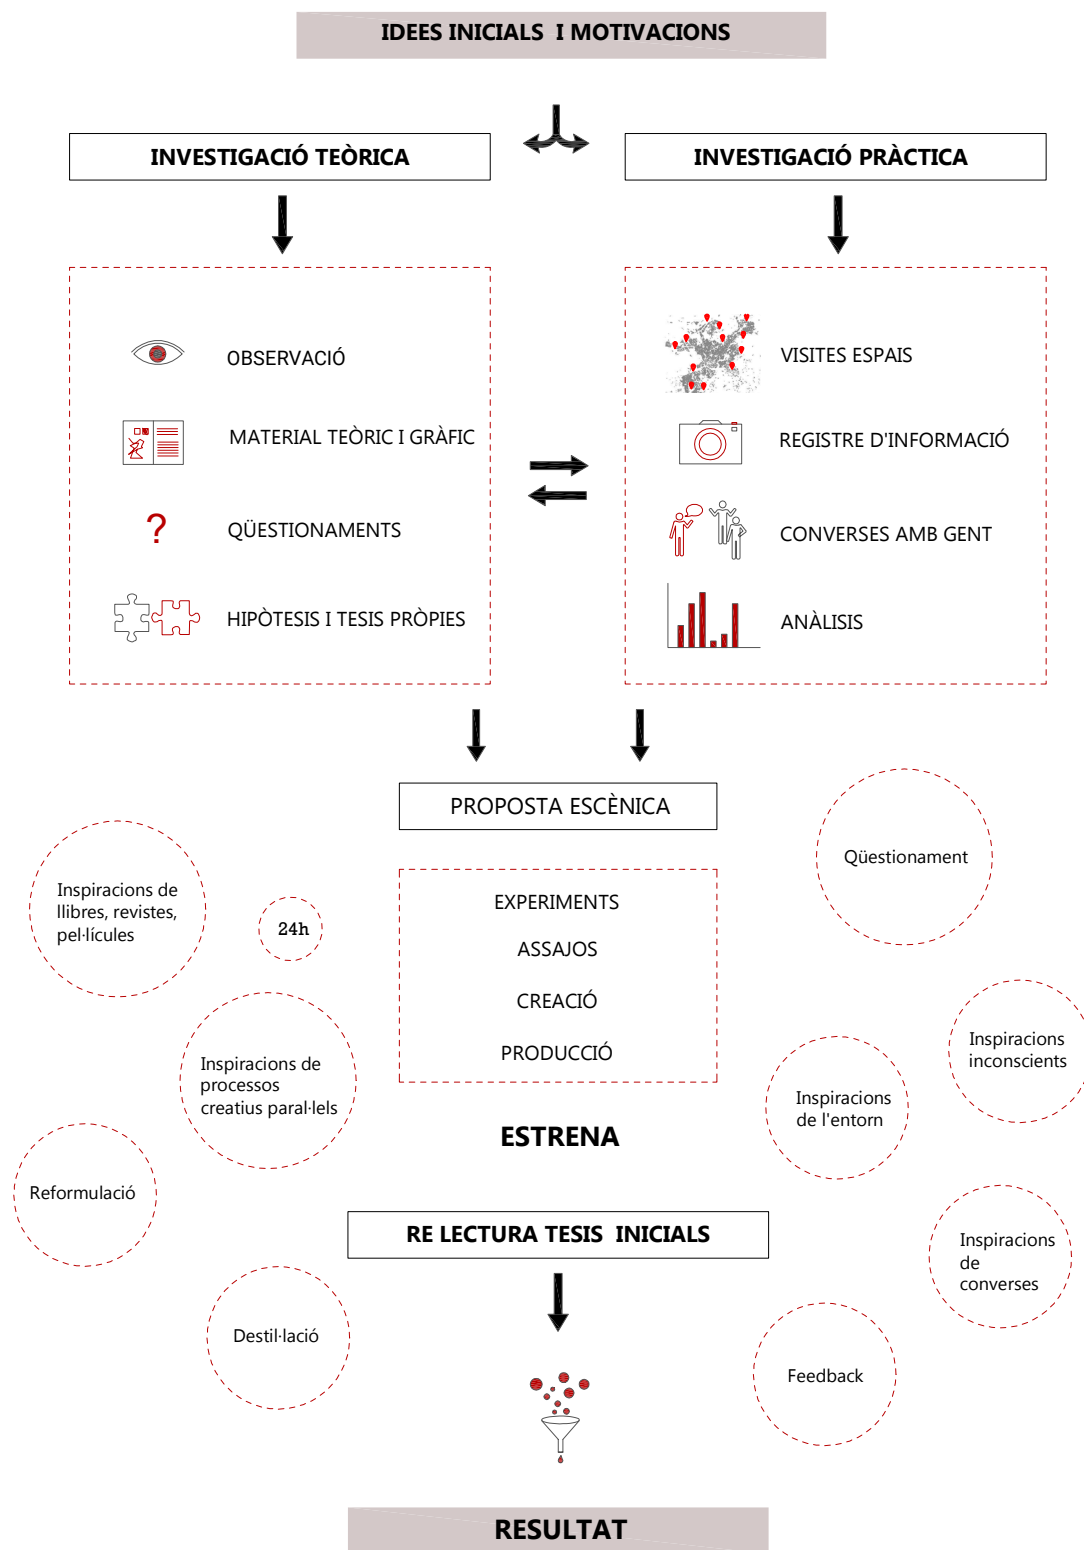 IDEES INICIALS I MOTIVACIONS
INVESTIGACIÓ TEÒRICA
INVESTIGACIÓ PRÀCTICA
OBSERVACIÓ
MATERIAL TEÒRIC I GRÀFIC
?
QÜESTIONAMENTS
HIPÒTESIS I TESIS PRÒPIES
VISITES ESPAIS
REGISTRE D'INFORMACIÓ
CONVERSES AMB GENT
ANÀLISIS
PROPOSTA ESCÈNICA
EXPERIMENTS
ASSAJOS
CREACIÓ
PRODUCCIÓ
Inspiracions de
llibres, revistes,
pel·lícules
24h
Inspiracions de
processos
creatius paral·lels
Reformulació
Destil·lació
Qüestionament
Inspiracions
inconscients
Inspiracions
de l'entorn
Inspiracions
de
converses
Feedback
ESTRENA
RE LECTURA TESIS INICIALS
RESULTAT